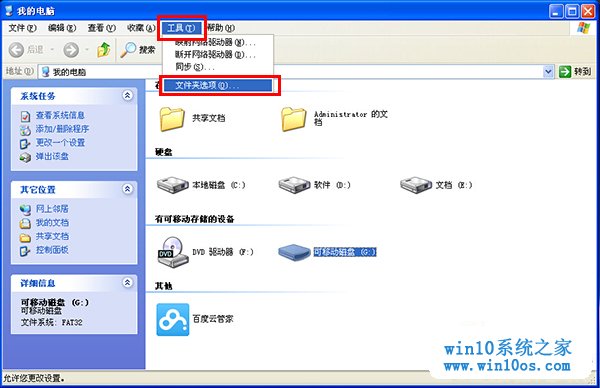 我的电脑
文件(F) 编辑(E) 查看(V) 收藏(A) 工具(T) 帮助(H)
后退 搜索
映射网络驱动器(N)...
断开网络驱动器(D)...
同步(S)...
文件夹选项(O)...
地址(D) 我的电脑 转到
系统任务
查看系统信息
添加/删除程序
更改一个设置
弹出该盘
其它位置
网上邻居
我的文档
共享文档
控制面板
详细信息
可移动磁盘 (G:)
可移动磁盘
文件系统: FAT32
共享文档
Administrator 的文档
硬盘
本地磁盘 (C:)
软件 (D:)
文档 (E:)
有可移动存储的设备
DVD
DVD 驱动器 (F:)
可移动磁盘 (G:)
其他
百度云管家
允许您更改设置。
win10系统之家
www.win10os.com